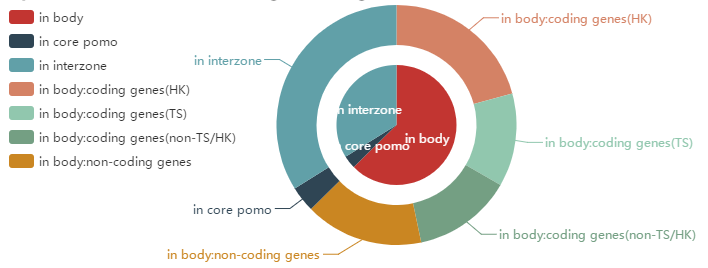 in body
in core pomo
in interzone
in body:coding genes(HK)
in body:coding genes(TS)
in body:coding genes(non-TS/HK)
in body:non-coding genes
in body:coding genes(HK)
in interzone
in interzone
in body
core pomo
in body:coding genes(TS)
in core pomo
in body:coding genes(non-TS/HK)
in body:non-coding genes